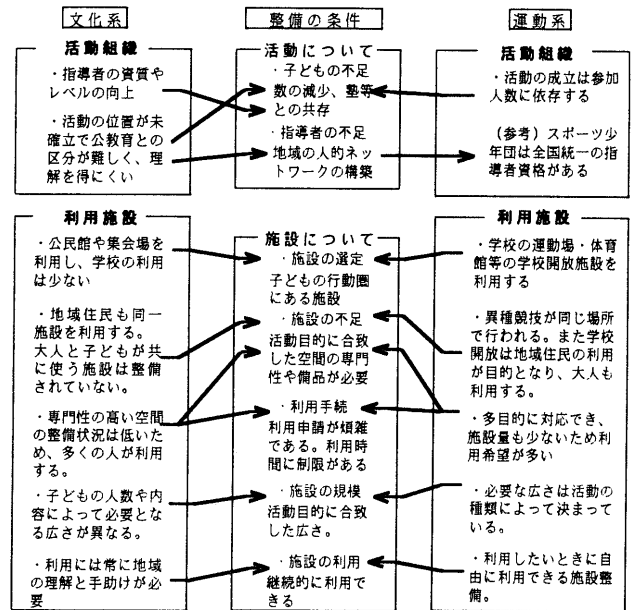 文化系
活動組織
・指導者の資質や
レベルの向上
・活動の位置が未
確立で公教育との
区分が難しく、理
解を得にくい
利用施設
・公民館や集会場を
利用し、学校の利用
は少ない
・地域住民も同一
施設を利用する。
大人と子どもが共
に使う施設は整備
されていない。
・専門性の高い空間
の整備状況は低いた
め、多くの人が利用
する。
・子どもの人数や内
容によって必要とな
る広さが異なる。
・利用には常に地域
の理解と手助けが必
要
整備の条件
活動について
・子どもの不足
数の減少、塾等
との共存
・指導者の不足
地域の人的ネッ
トワークの構築
施設について
・施設の選定
子どもの行動圏
にある施設
・施設の不足
活動目的に合致
した空間の専門
性や備品が必要
・利用手続
利用申請が煩雑
である。利用時
間に制限がある
・施設の規模
活動目的に合致
した広さ。
・施設の利用
継続的に利用で
きる
運動系
活動組織
・活動の成立は参加
人数に依存する
（参考）スポーツ少
年団は全国統一の指
導者資格がある
利用施設
・学校の運動場・体育
館等の学校開放施設を
利用する
・異種競技が同じ場所
で行われる。また学校
開放は地域住民の利用
が目的となり、大人も
利用する。
・多目的に対応でき、
施設量も少ないため利
用希望が多い
・必要な広さは活動の
種類によって決まって
いる。
・利用したいときに自
由に利用できる施設整
備。